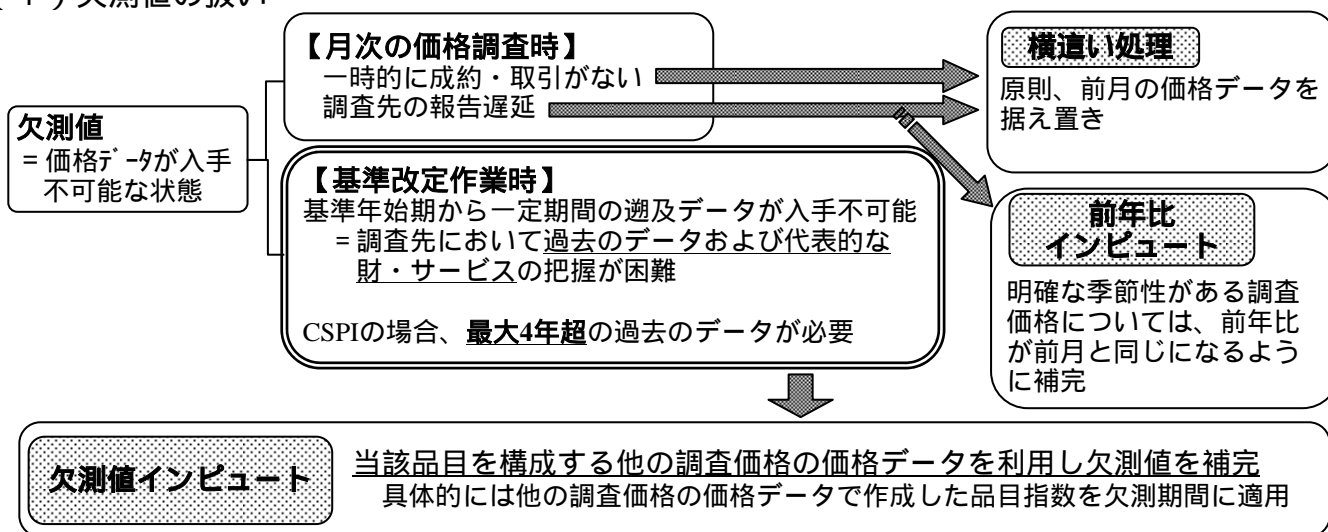 欠測値の扱い
【月次の価格調査時】
一時的に成約・取引がない
調査先の報告遅延
横這い処理
原則、前月の価格データを
据え置き
欠測値
= 価格ﾃﾞｰﾀが入手
不可能な状態
【基準改定作業時】
基準年始期から一定期間の遡及データが入手不可能
= 調査先において過去のデータおよび代表的な
財・サービスの把握が困難
CSPIの場合、最大4年超の過去のデータが必要
前年比
インピュート
明確な季節性がある調査
価格については、前年比
が前月と同じになるよう
に補完
欠測値インピュート
当該品目を構成する他の調査価格の価格データを利用し欠測値を補完
具体的には他の調査価格の価格データで作成した品目指数を欠測期間に適用